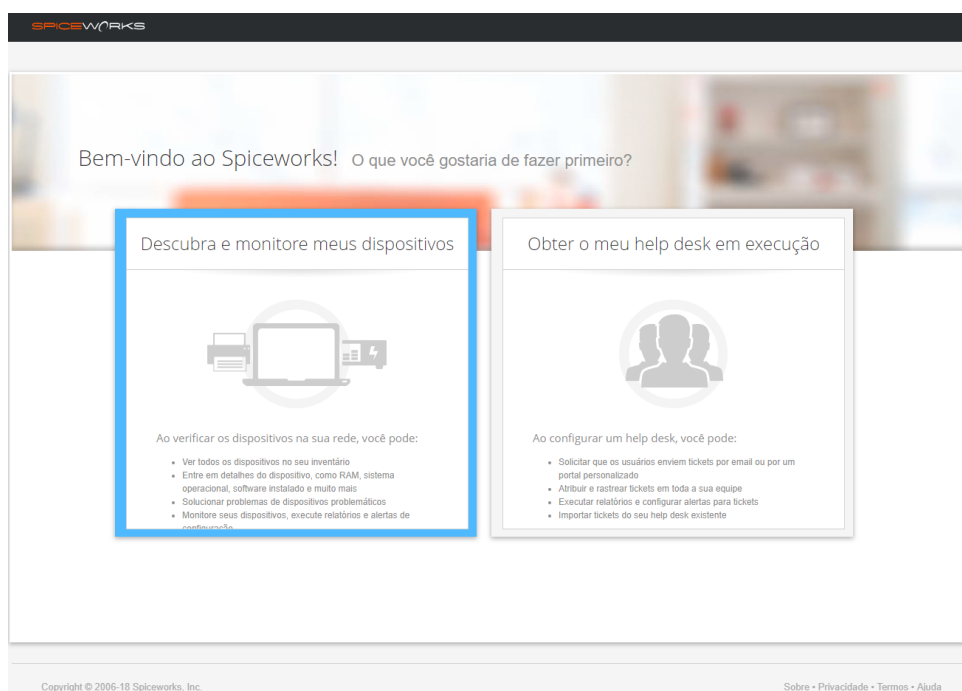 SPICEWORKS
Bem-vindo ao Spiceworks! O que você gostaria de fazer primeiro?
Descubra e monitore meus dispositivos
Ao verificar os dispositivos na sua rede, você pode:
• Ver todos os dispositivos no seu inventário
• Entre em detalhes do dispositivo, como RAM, sistema
operacional, software instalado e muito mais
• Solucionar problemas de dispositivos problemáticos
• Monitore seus dispositivos, execute relatórios e alertas de
configuração
Obter o meu help desk em execução
Ao configurar um help desk, você pode:
• Solicitar que os usuários enviem tickets por email ou por um
portal personalizado
• Atribuir e rastrear tickets em toda a sua equipe
• Executar relatórios e configurar alertas para tickets
• Importar tickets do seu help desk existente
Copyright © 2006-18 Spiceworks, Inc.
Sobre • Privacidade • Termos • Ajuda